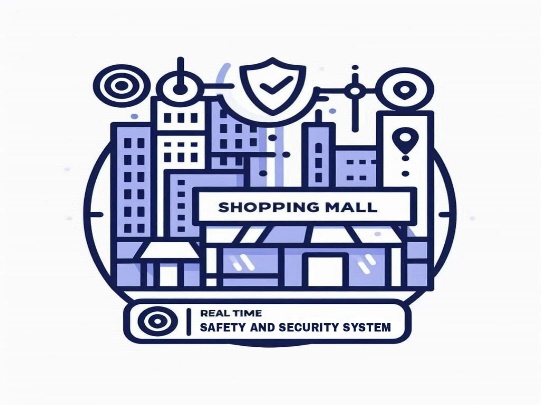 SHOPPING MALL
REAL TIME
SAFETY AND SECURITY SYSTEM